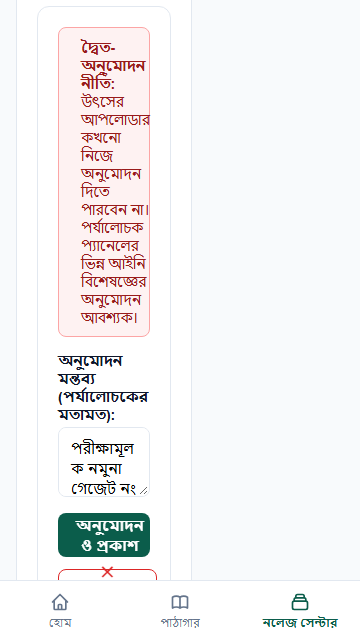 দ্বৈত-
অনুমোদন
নীতি:
উৎসের
আপলোডার
কখনো
নিজে
অনুমোদন
দিতে
পারবেন না।
পর্যালোচক
প্যানেলের
ভিন্ন আইনি
বিশেষজ্ঞের
অনুমোদন
আবশ্যক।
অনুমোদন
মন্তব্য
(পর্যালোচকের
মতামত):
পরীক্ষামূল
ক নমুনা
গেজেট নং
অনুমোদন
ও প্রকাশ
হোম
পাঠাগার
নলেজ সেন্টার